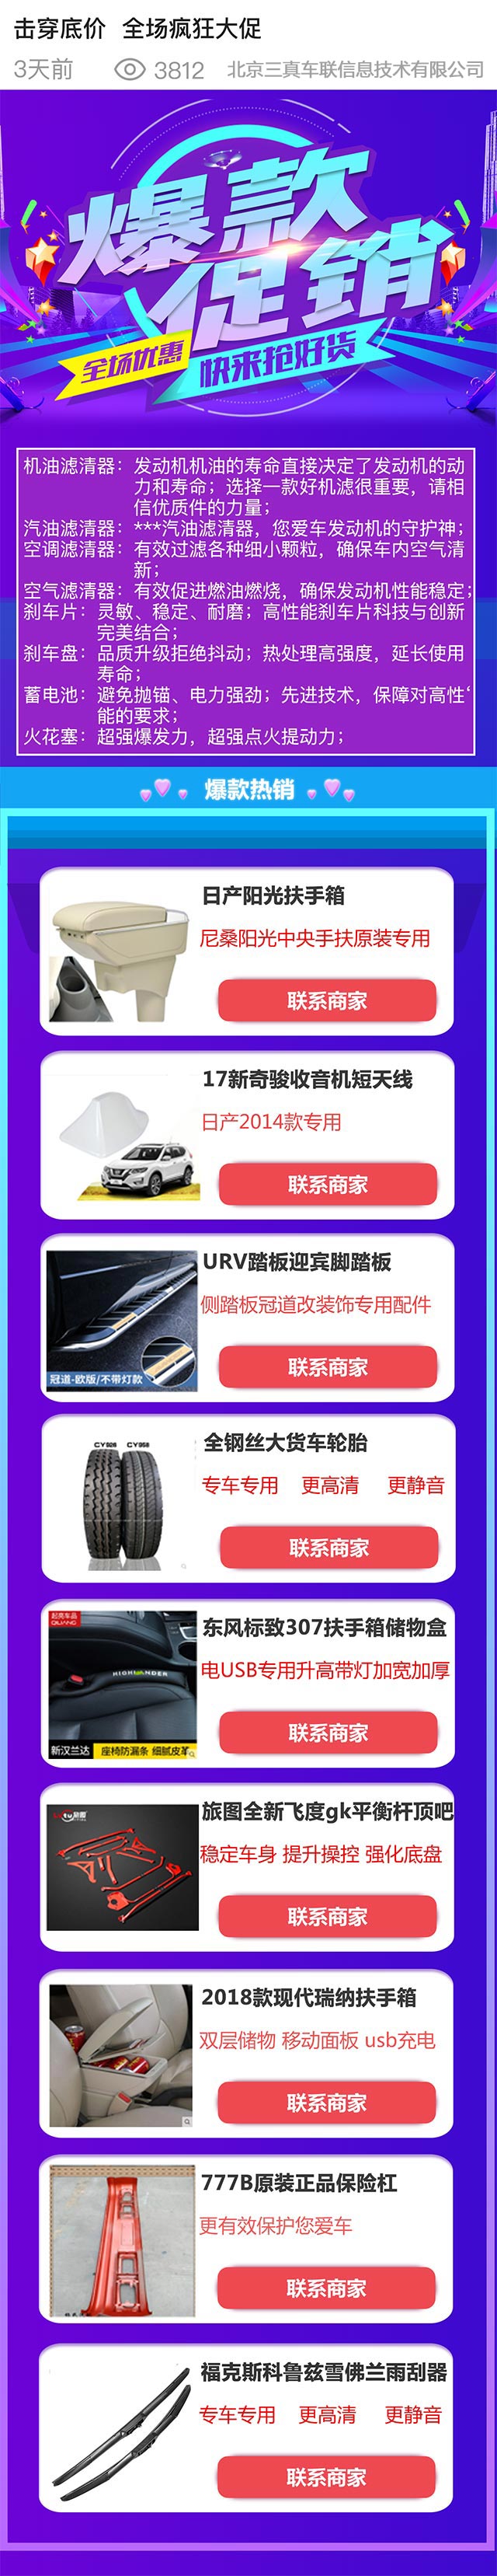 击穿底价 全场疯狂大促
3天前 3812 北京三真车联信息技术有限公司
爆款
促销
全场优惠 快来抢好货
机油滤清器：发动机机油的寿命直接决定了发动机的动
力和寿命；选择一款好机滤很重要，请相
信优质件的力量；
汽油滤清器：***汽油滤清器，您爱车发动机的守护神；
空调滤清器：有效过滤各种细小颗粒，确保车内空气清
新；
空气滤清器：有效促进燃油燃烧，确保发动机性能稳定；
刹车片：灵敏、稳定、耐磨；高性能刹车片科技与创新
完美结合；
刹车盘：品质升级拒绝抖动；热处理高强度，延长使用
寿命；
蓄电池：避免抛锚、电力强劲；先进技术，保障对高性
能的要求；
火花塞：超强爆发力，超强点火提动力；
爆款热销
日产阳光扶手箱
尼桑阳光中央手扶原装专用
联系商家
17新奇骏收音机短天线
日产2014款专用
联系商家
URV踏板迎宾脚踏板
侧踏板冠道改装饰专用配件
联系商家
冠道-欧版/不带灯款
全钢丝大货车轮胎
CY928 CY958
专车专用 更高清 更静音
联系商家
东风标致307扶手箱储物盒
电USB专用升高带灯加宽加厚
联系商家
起亮车品
QILIANG
HIGHLANDER
新汉兰达 座椅防漏条 细腻皮革
旅图全新飞度gk平衡杆顶吧
稳定车身 提升操控 强化底盘
联系商家
2018款现代瑞纳扶手箱
双层储物 移动面板 usb充电
联系商家
777B原装正品保险杠
更有效保护您爱车
联系商家
福克斯科鲁兹雪佛兰雨刮器
专车专用 更高清 更静音
联系商家